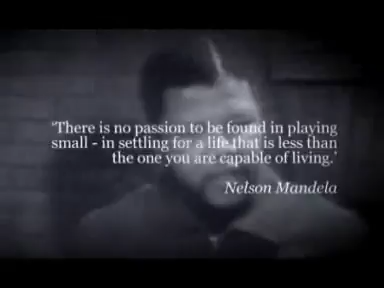 'There is no passion to be found in playing
small - in settling for a life that is less than
the one you are capable of living.'
Nelson Mandela